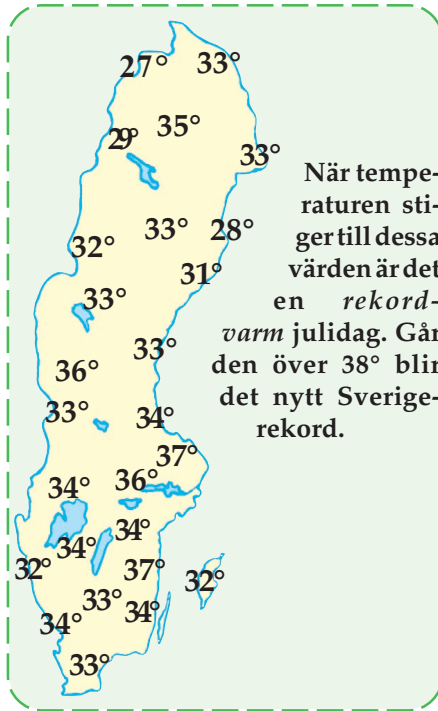 27° 33°
29° 35°
33°
När tempe-
raturen sti-
ger till dessa
värden är det
en rekord-
varm julidag. Går
den över 38° blir
det nytt Sverige-
rekord.
33° 28°
32°
31°
33°
33°
36°
33° 34°
37°
36°
34°
34°
34°
32° 37° 32°
33° 34°
34°
33°